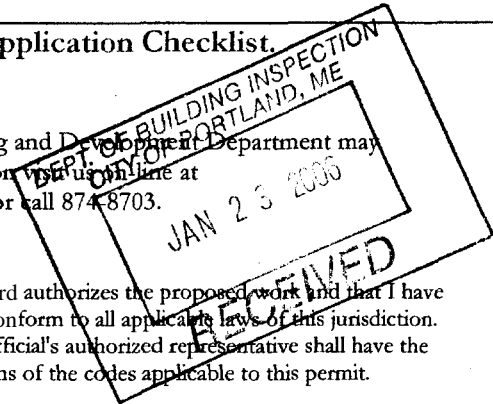 pplication Checklist.
DEPT. OF BUILDING INSPECTION
CITY OF PORTLAND, ME
JAN 23 2006
RECEIVED
g and Development Department may
on visit us on-line at
or call 874-8703.
rd authorizes the proposed work and that I have
onform to all applicable laws of this jurisdiction.
fficial's authorized representative shall have the
ns of the codes applicable to this permit.